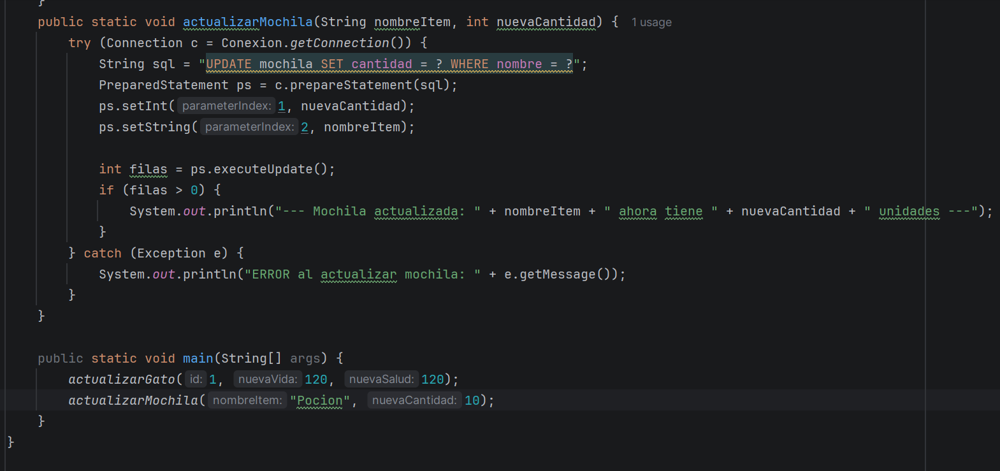 }
public static void actualizarMochila(String nombreItem, int nuevaCantidad) { 1 usage
try (Connection c = Conexion.getConnection()) {
String sql = "UPDATE mochila SET cantidad = ? WHERE nombre = ?";
PreparedStatement ps = c.prepareStatement(sql);
ps.setInt( parameterIndex: 1, nuevaCantidad);
ps.setString( parameterIndex: 2, nombreItem);
int filas = ps.executeUpdate();
if (filas > 0) {
System.out.println("--- Mochila actualizada: " + nombreItem + " ahora tiene " + nuevaCantidad + " unidades ---");
}
} catch (Exception e) {
System.out.println("ERROR al actualizar mochila: " + e.getMessage());
}
}
public static void main(String[] args) {
actualizarGato( id: 1, nuevaVida: 120, nuevaSalud: 120);
actualizarMochila( nombreItem: "Pocion", nuevaCantidad: 10);
}
}